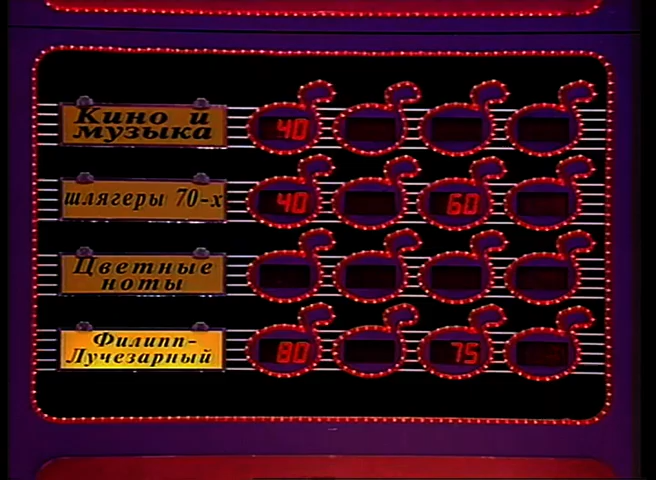 Кино и
музыка
40
шлягеры 70-х
40 60
Цветные
ноты
Филипп-
Лучезарный
80 75